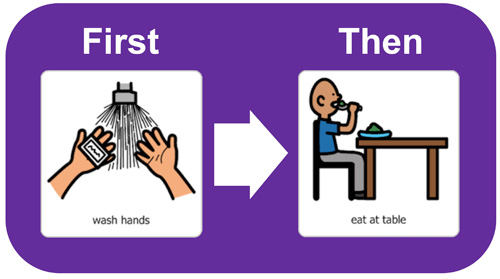 First
Then
wash hands
eat at table